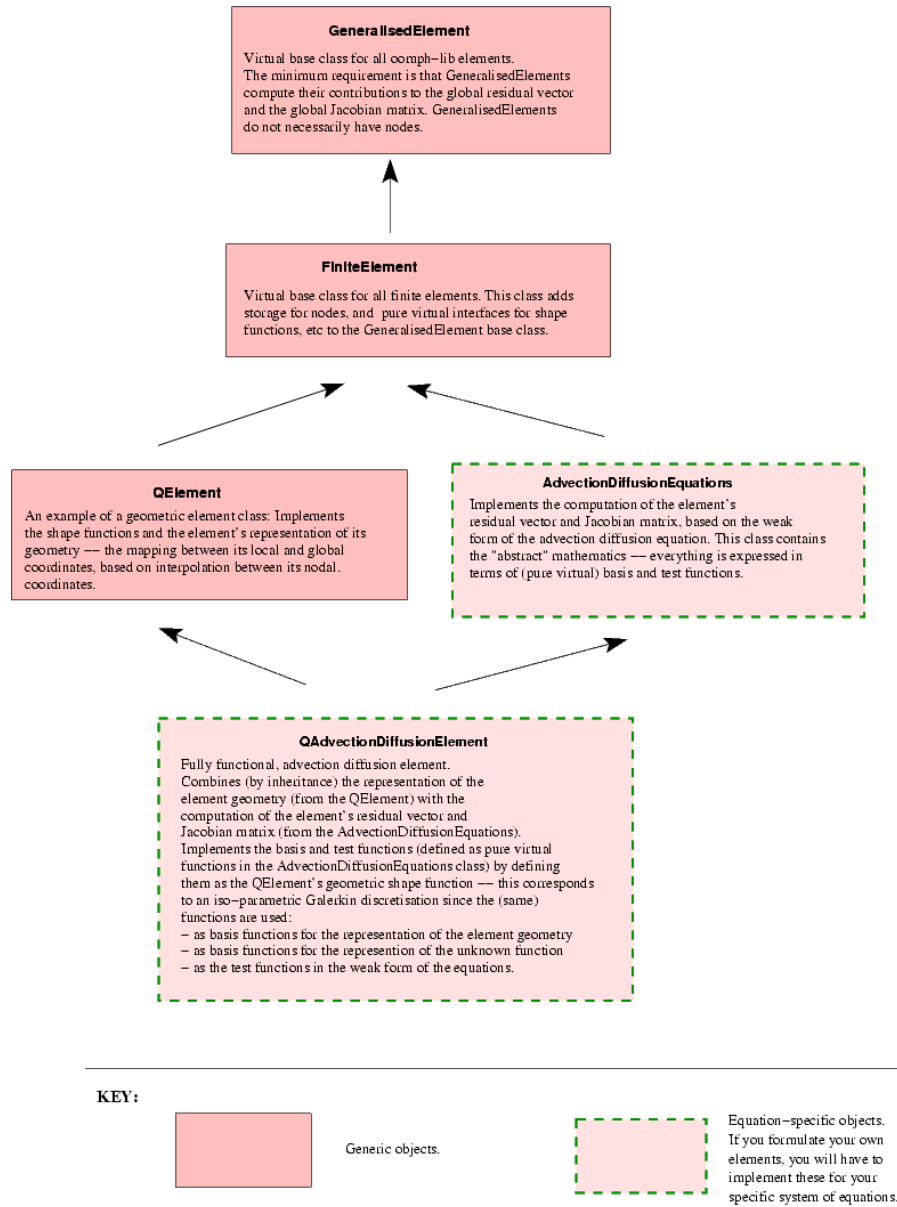 GeneralisedElement
Virtual base class for all oomph−lib elements.
The minimum requirement is that GeneralisedElements
compute their contributions to the global residual vector
and the global Jacobian matrix. GeneralisedElements
do not necessarily have nodes.
FiniteElement
Virtual base class for all finite elements. This class adds
storage for nodes, and pure virtual interfaces for shape
functions, etc to the GeneralisedElement base class.
QElement
An example of a geometric element class: Implements
the shape functions and the element's representation of its
geometry −− the mapping between its local and global
coordinates, based on interpolation between its nodal.
coordinates.
AdvectionDiffusionEquations
Implements the computation of the element's
residual vector and Jacobian matrix, based on the weak
form of the advection diffusion equation. This class contains
the "abstract" mathematics −− everything is expressed in
terms of (pure virtual) basis and test functions.
QAdvectionDiffusionElement
Fully functional, advection diffusion element.
Combines (by inheritance) the representation of the
element geometry (from the QElement) with the
computation of the element's residual vector and
Jacobian matrix (from the AdvectionDiffusionEquations).
Implements the basis and test functions (defined as pure virtual
functions in the AdvectionDiffusionEquations class) by defining
them as the QElement's geometric shape function −− this corresponds
to an iso−parametric Galerkin discretisation since the (same)
functions are used:
− as basis functions for the representation of the element geometry
− as basis functions for the represention of the unknown function
− as the test functions in the weak form of the equations.
KEY:
Generic objects.
Equation−specific objects.
If you formulate your own
elements, you will have to
implement these for your
specific system of equations.